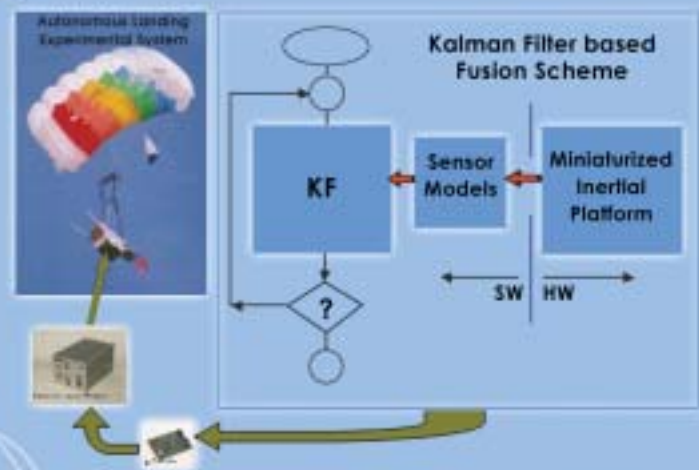 Autonomous Landing
Experimental System
Kalman Filter based
Fusion Scheme
KF
Sensor
Models
Miniaturized
Inertial
Platform
SW HW
?